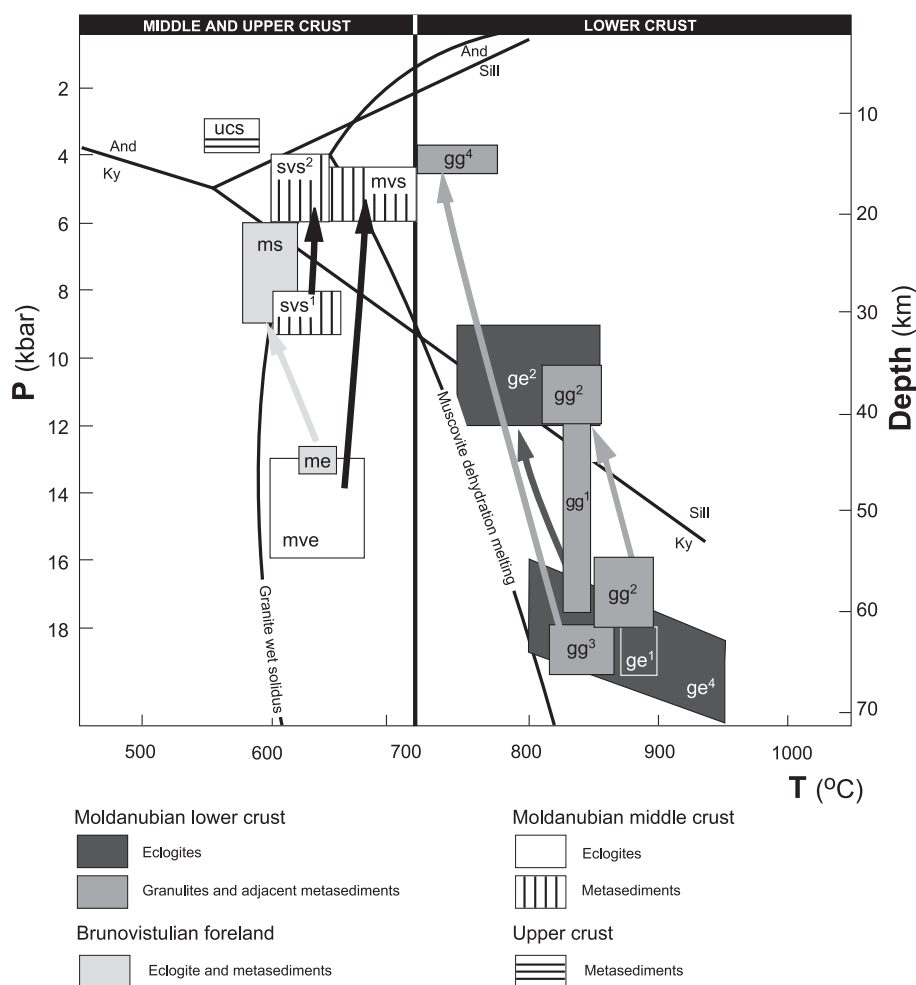 MIDDLE AND UPPER CRUST LOWER CRUST
And
Sill
2
10
ucs
And
4
svs2
gg4
mvs
Ky
20
6
ms
8
svs1
30
P (kbar)
Depth (km)
10
ge2
gg2
40
12
me
Muscovite dehydration melting
gg1
14
50
Sill
mve
Ky
16
gg2
Granite wet solidus
60
18
gg3
ge1
ge4
70
500 600 700 800 900 1000
T (oC)
Moldanubian lower crust
Eclogites
Granulites and adjacent metasediments
Brunovistulian foreland
Eclogite and metasediments
Moldanubian middle crust
Eclogites
Metasediments
Upper crust
Metasediments